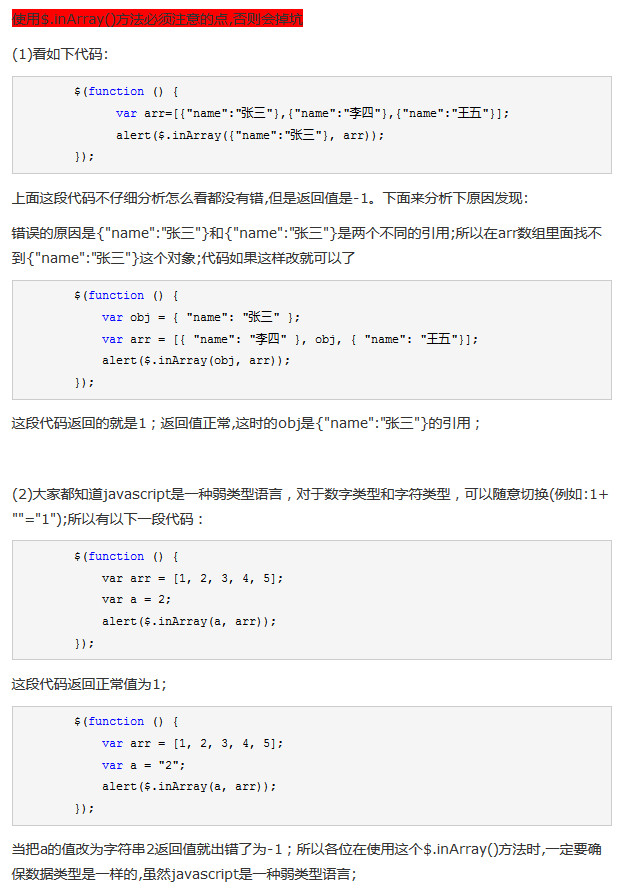 使用$.inArray()方法必须注意的点,否则会掉坑
(1)看如下代码：
$(function () {
var arr=[{"name":"张三"},{"name":"李四"},{"name":"王五"}];
alert($.inArray({"name":"张三"}, arr));
});
上面这段代码不仔细分析怎么看都没有错,但是返回值是-1。下面来分析下原因发现：
错误的原因是{"name":"张三"}和{"name":"张三"}是两个不同的引用;所以在arr数组里面找不
到{"name":"张三"}这个对象;代码如果这样改就可以了
$(function () {
var obj = { "name": "张三" };
var arr = [{ "name": "李四" }, obj, { "name": "王五"}];
alert($.inArray(obj, arr));
});
这段代码返回的就是1；返回值正常,这时的obj是{"name":"张三"}的引用；
(2)大家都知道javascript是一种弱类型语言，对于数字类型和字符类型，可以随意切换(例如:1+
""="1");所以有以下一段代码：
$(function () {
var arr = [1, 2, 3, 4, 5];
var a = 2;
alert($.inArray(a, arr));
});
这段代码返回正常值为1;
$(function () {
var arr = [1, 2, 3, 4, 5];
var a = "2";
alert($.inArray(a, arr));
});
当把a的值改为字符串2返回值就出错了为-1；所以各位在使用这个$.inArray()方法时,一定要确
保数据类型是一样的,虽然javascript是一种弱类型语言;